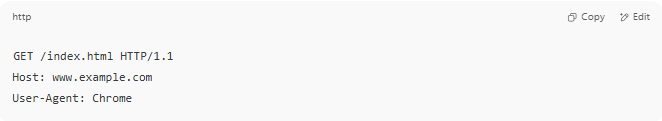 http
Copy
Edit
GET /index.html HTTP/1.1
Host: www.example.com
User-Agent: Chrome